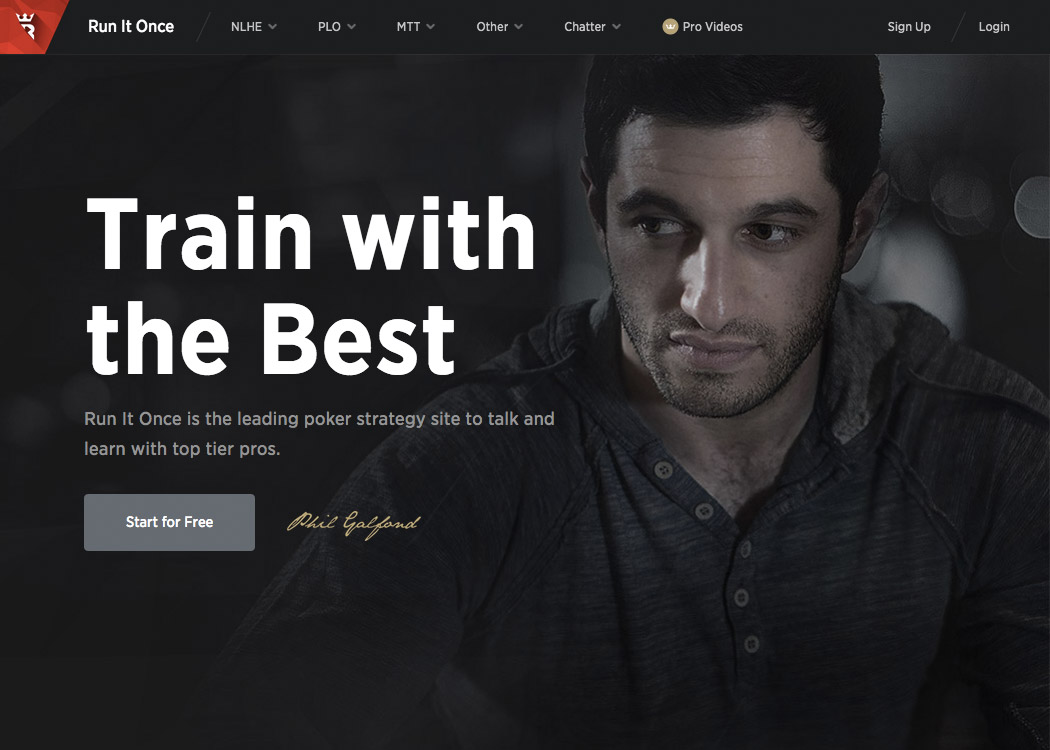 Run It Once
NLHE
PLO
MTT
Other
Chatter
Pro Videos
Sign Up
Login
Train with
the Best
Run It Once is the leading poker strategy site to talk and
learn with top tier pros.
Start for Free
Phil Galfond